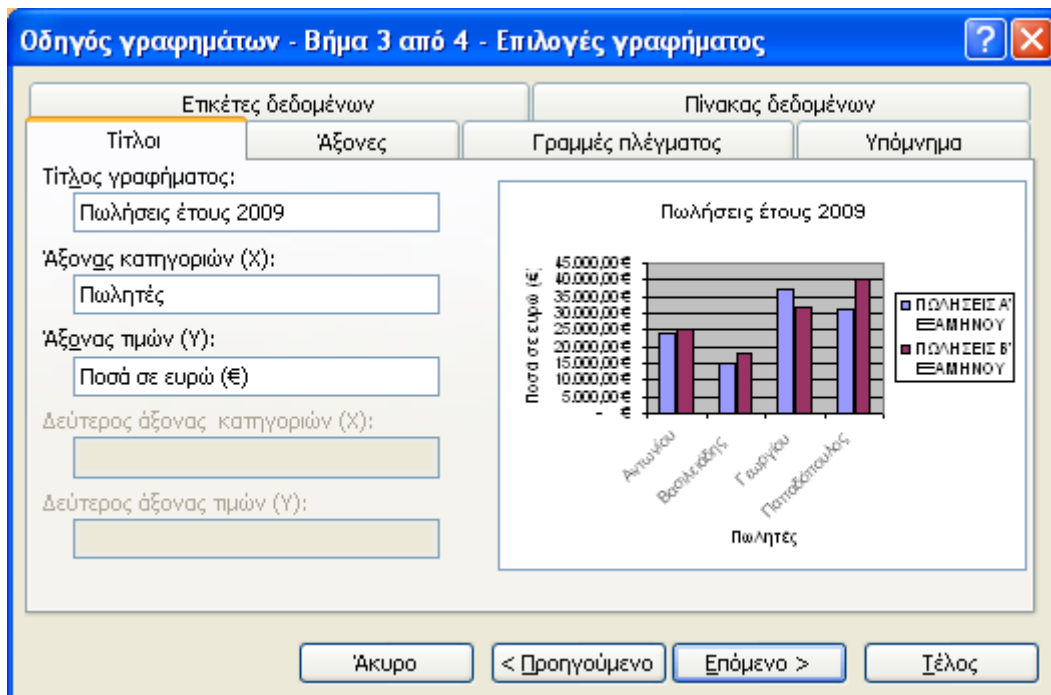 Οδηγός γραφημάτων - Βήμα 3 από 4 - Επιλογές γραφήματος
Ετικέτες δεδομένων
Πίνακας δεδομένων
Τίτλοι
Άξονες
Γραμμές πλέγματος
Υπόμνημα
Τίτλος γραφήματος:
Πωλήσεις έτους 2009
Άξονας κατηγοριών (X):
Πωλητές
Άξονας τιμών (Y):
Ποσά σε ευρώ (€)
Δεύτερος άξονας κατηγοριών (X):
Δεύτερος άξονας τιμών (Y):
Πωλήσεις έτους 2009
Ποσά σε ευρώ (€)
45.000,00 €
40.000,00 €
35.000,00 €
30.000,00 €
25.000,00 €
20.000,00 €
15.000,00 €
10.000,00 €
5.000,00 €
- €
Αντωνίου
Βασιλειάδης
Γεωργίου
Παπαδόπουλος
Πωλητές
ΠΩΛΗΣΕΙΣ Α'
ΕΞΑΜΗΝΟΥ
ΠΩΛΗΣΕΙΣ Β'
ΕΞΑΜΗΝΟΥ
Άκυρο
< Προηγούμενο
Επόμενο >
Τέλος